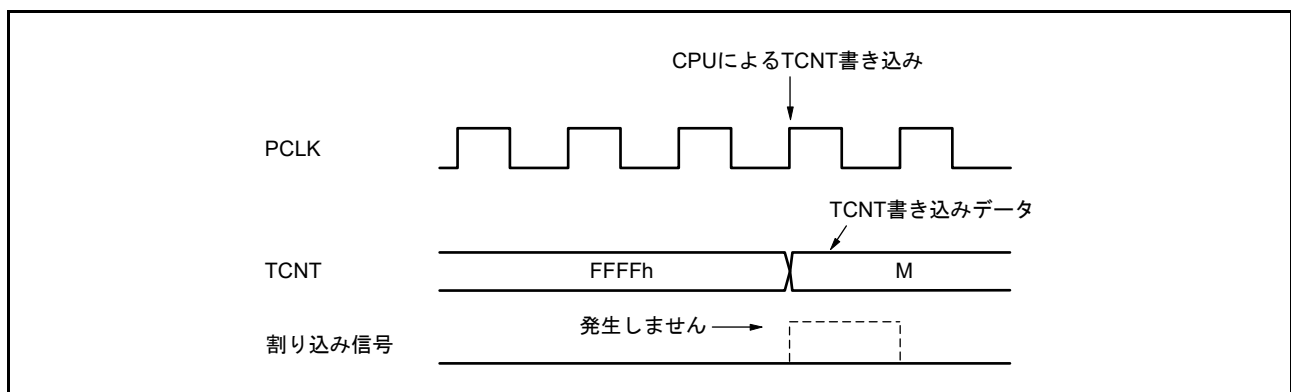 CPUによるTCNT書き込み
PCLK
TCNT書き込みデータ
TCNT
FFFFh
M
発生しません
割り込み信号